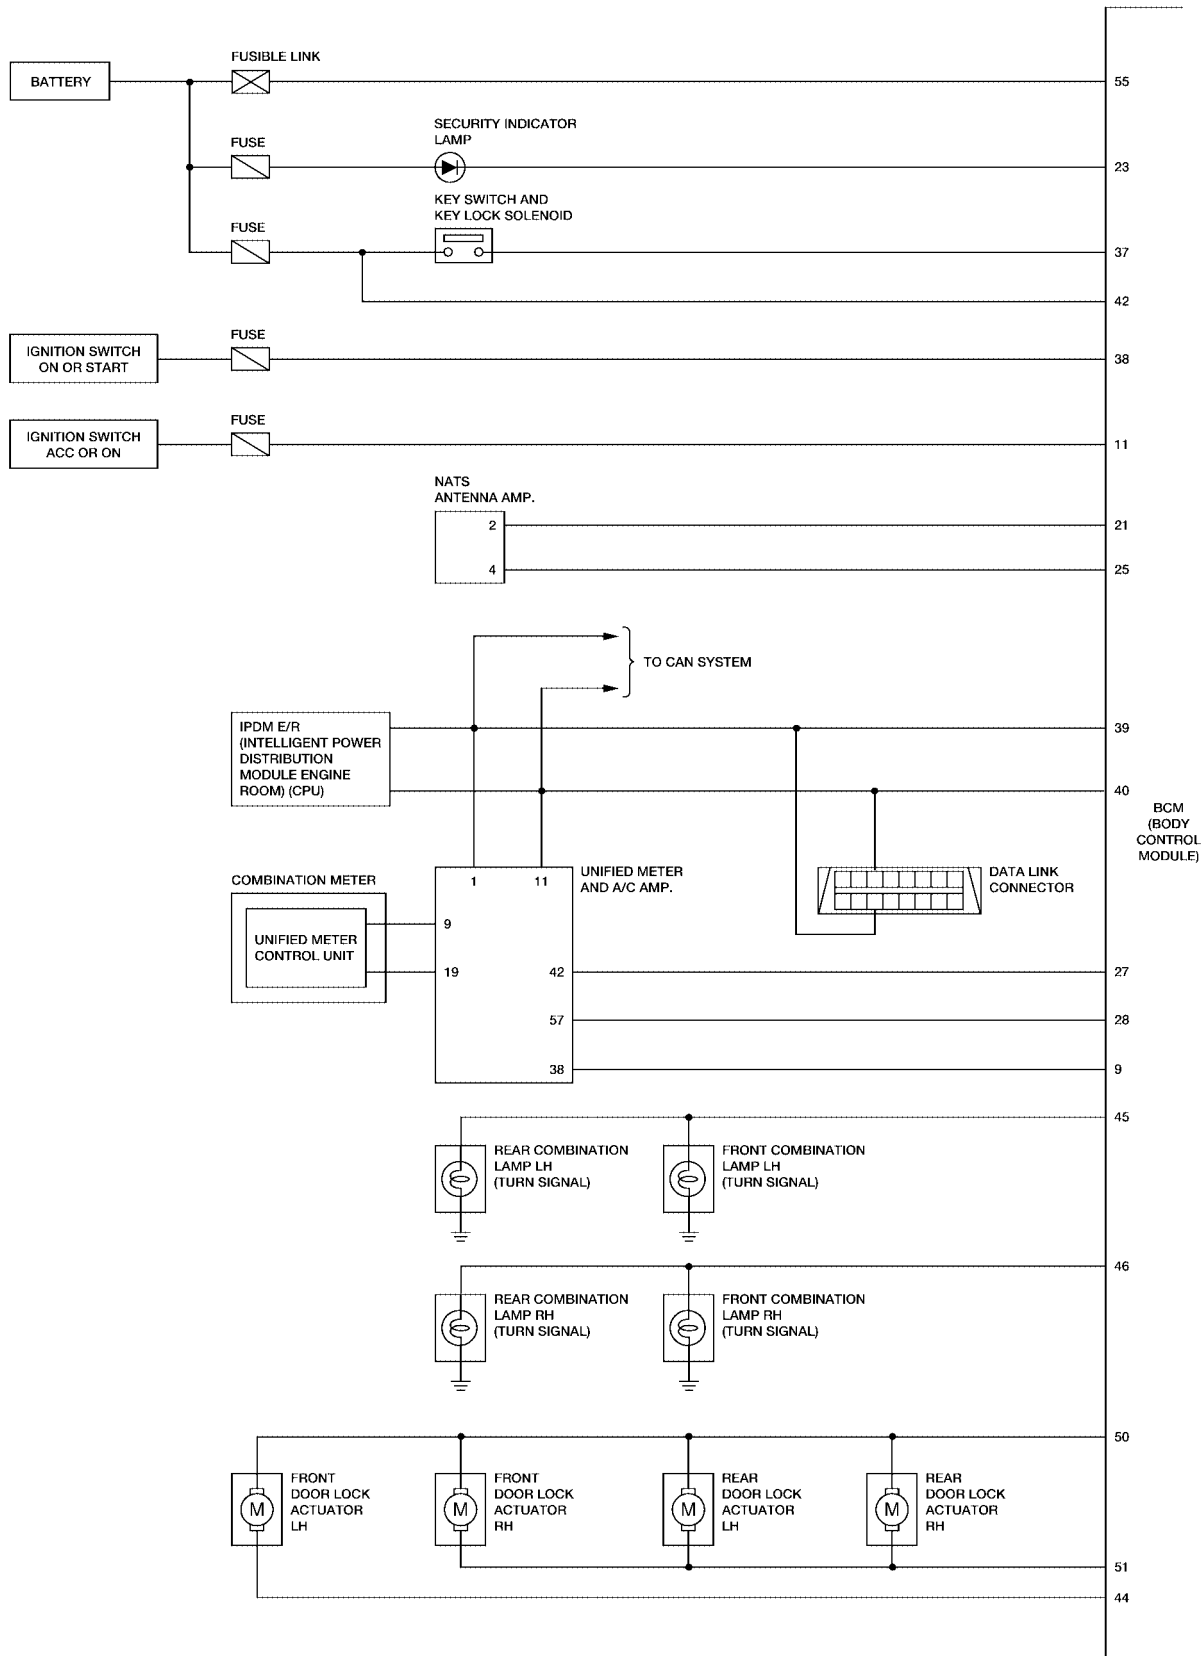 FUSIBLE LINK
BATTERY
55
SECURITY INDICATOR
LAMP
FUSE
23
KEY SWITCH AND
KEY LOCK SOLENOID
FUSE
37
42
FUSE
IGNITION SWITCH
ON OR START
38
FUSE
IGNITION SWITCH
ACC OR ON
11
NATS
ANTENNA AMP.
2
21
4
25
TO CAN SYSTEM
IPDM E/R
(INTELLIGENT POWER
DISTRIBUTION
MODULE ENGINE
ROOM) (CPU)
39
40
BCM
(BODY
CONTROL
MODULE)
UNIFIED METER
AND A/C AMP.
1
11
DATA LINK
CONNECTOR
COMBINATION METER
UNIFIED METER
CONTROL UNIT
9
19
42
27
57
28
38
9
45
REAR COMBINATION
LAMP LH
(TURN SIGNAL)
FRONT COMBINATION
LAMP LH
(TURN SIGNAL)
46
REAR COMBINATION
LAMP RH
(TURN SIGNAL)
FRONT COMBINATION
LAMP RH
(TURN SIGNAL)
50
M
FRONT
DOOR LOCK
ACTUATOR
LH
M
FRONT
DOOR LOCK
ACTUATOR
RH
M
REAR
DOOR LOCK
ACTUATOR
LH
M
REAR
DOOR LOCK
ACTUATOR
RH
51
44